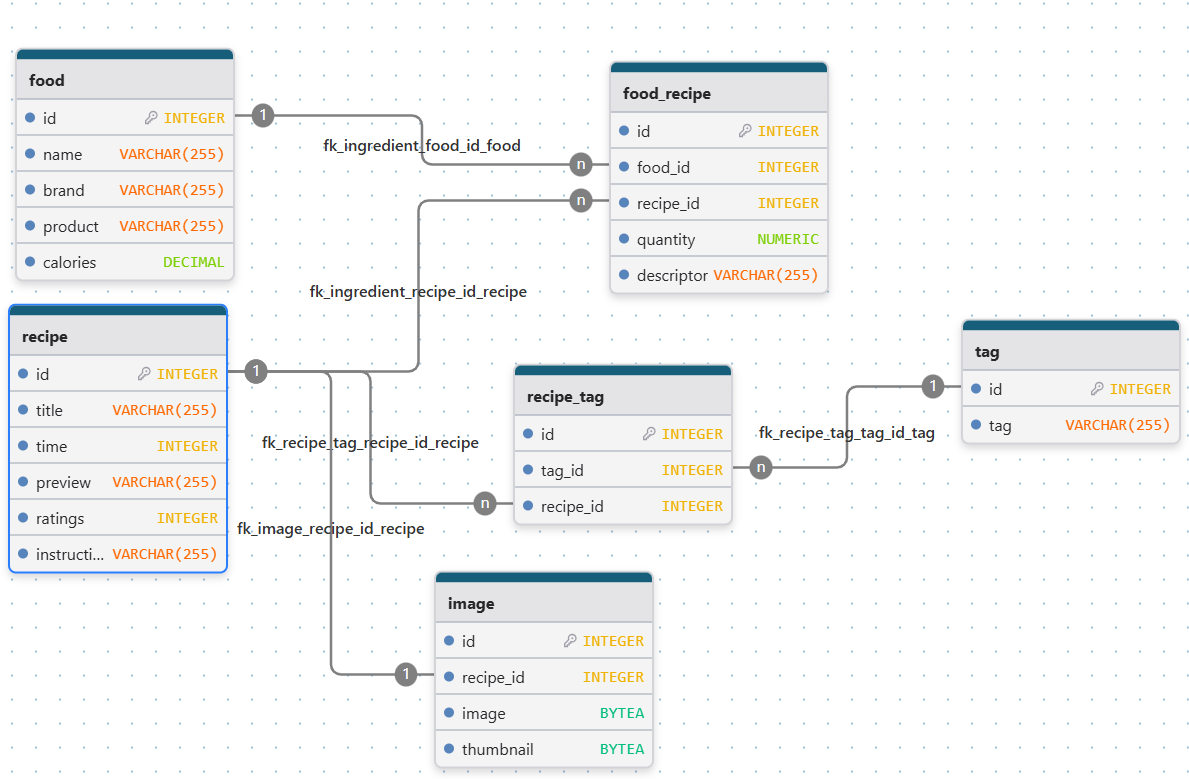 food
id INTEGER
name VARCHAR(255)
brand VARCHAR(255)
product VARCHAR(255)
calories DECIMAL
1
fk_ingredient_food_id_food
n
n
food_recipe
id INTEGER
food_id INTEGER
recipe_id INTEGER
quantity NUMERIC
descriptor VARCHAR(255)
fk_ingredient_recipe_id_recipe
recipe
id INTEGER
title VARCHAR(255)
time INTEGER
preview VARCHAR(255)
ratings INTEGER
instructi... VARCHAR(255)
1
fk_recipe_tag_recipe_id_recipe
n
fk_image_recipe_id_recipe
1
recipe_tag
id INTEGER
tag_id INTEGER
recipe_id INTEGER
n
fk_recipe_tag_tag_id_tag
1
tag
id INTEGER
tag VARCHAR(255)
image
id INTEGER
recipe_id INTEGER
image BYTEA
thumbnail BYTEA